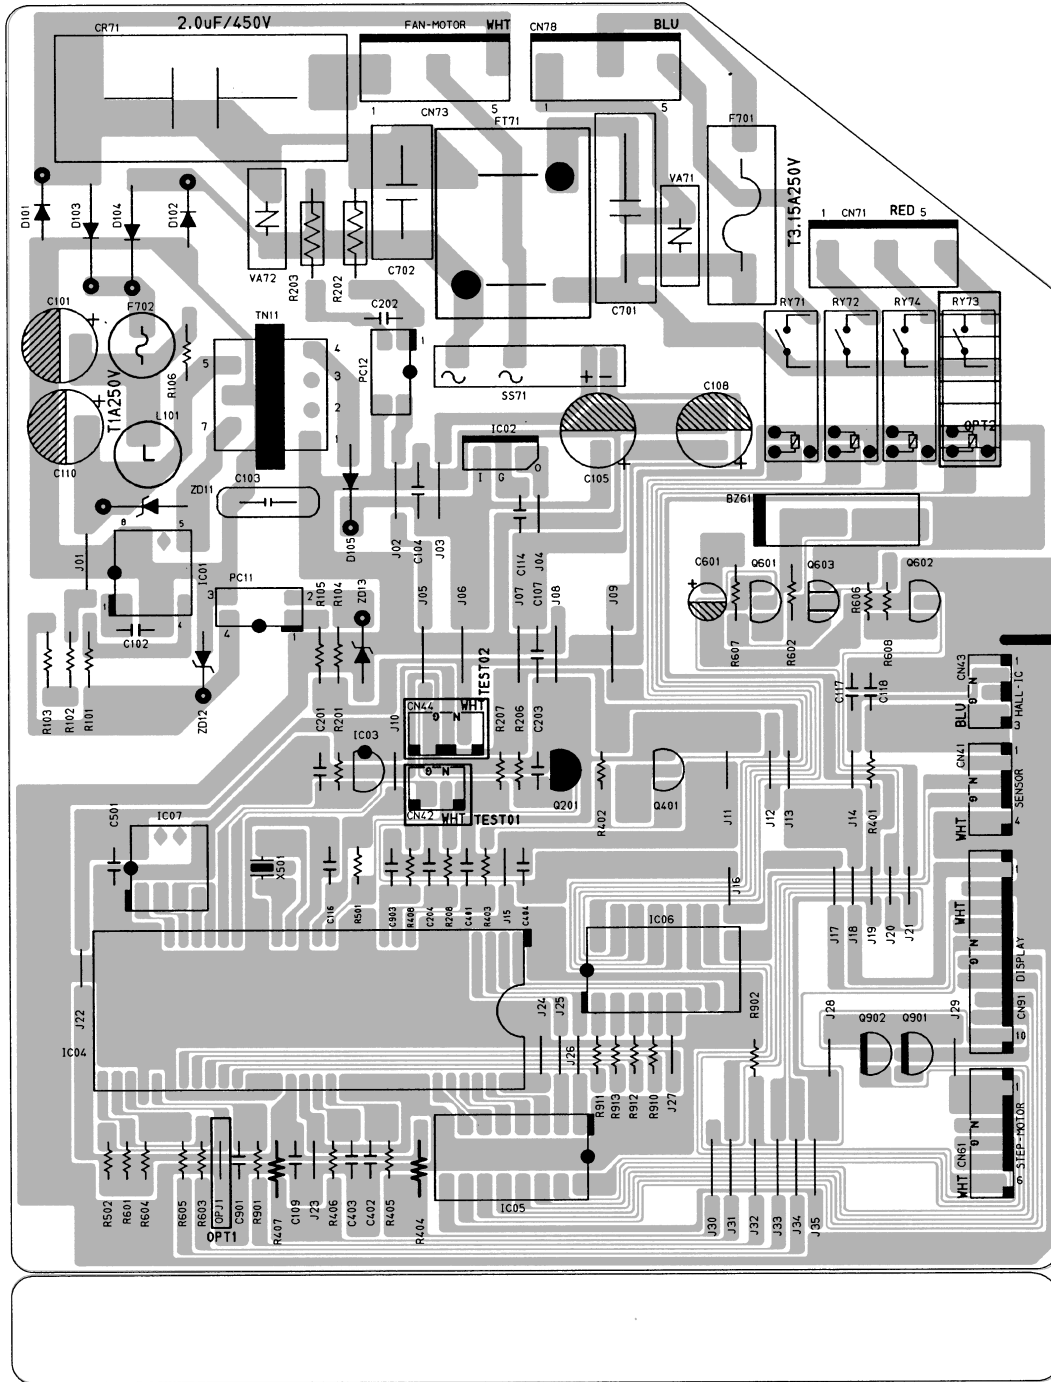 CR71
2.0uF/450V
FAN-MOTOR
WHT
CN78
BLU
1
5
CN73
FT71
1
5
F701
VA71
T3.15A250V
1
CN71
RED
5
D101
D103
D104
D102
VA72
R203
R202
C702
C701
C101
F702
TN11
C202
PC12
1
RY71
RY72
RY74
RY73
T1A250V
R106
5
7
4
3
2
1
SS71
C108
OPT2
C110
L101
IC02
I
G
O
C105
ZD11
C103
BZ61
8
5
J01
IC01
D105
J02
C104
J03
C114
J04
C601
Q601
Q603
Q602
1
4
C102
PC11
3
2
4
1
R105
R104
ZD13
J05
J06
J07
C107
J08
J09
R607
R602
R606
R608
R103
R102
R101
ZD12
C201
R201
J10
CN44
WHT
TEST02
N
G
R207
R206
C203
C117
C118
CN43
1
3
N
G
BLU
HALL-IC
IC03
N
G
CN42
WHT
TEST01
Q201
R402
Q401
J11
J12
J13
J14
R401
CN41
1
4
N
G
WHT
SENSOR
C501
IC07
X501
C116
R501
C903
R408
C204
R208
C401
R403
J15
C404
J16
IC06
J17
J18
J19
J20
J21
WHT
1
N
G
DISPLAY
CN91
10
J22
IC04
J24
J25
J26
R902
J28
Q902
Q901
J29
R911
R913
R912
R910
J27
1
N
G
CN61
STEP-MOTOR
WHT
6
R502
R601
R604
R605
R603
OPJ1
OPT1
C901
R901
R407
C109
J23
R406
C403
C402
R405
R404
IC05
J30
J31
J32
J33
J34
J35